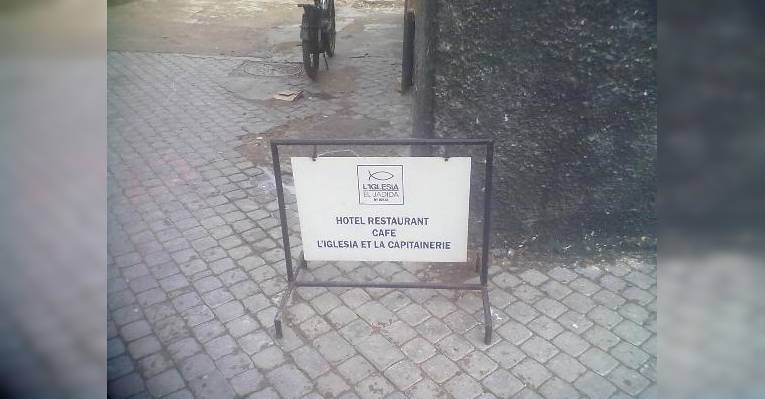 L'IGLESIA
EL JADIDA
HOTEL RESTAURANT
CAFE
L'IGLESIA ET LA CAPITAINERIE